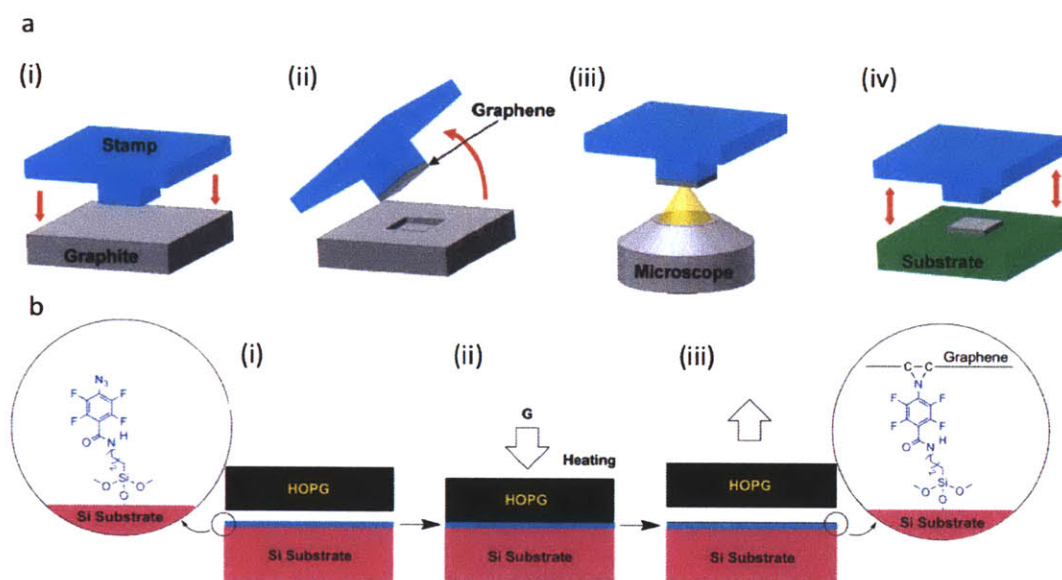 a
(i)
(ii)
(iii)
(iv)
Graphene
Stamp
Graphite
Microscope
Substrate
b
(i)
(ii)
(iii)
N3
F
F
F
F
O
N
H
Si
O
O
O
Si Substrate
HOPG
Si Substrate
G
Heating
HOPG
Si Substrate
HOPG
Si Substrate
Graphene
C C
N
F
F
F
F
O
N
H
Si
O
O
O
Si Substrate